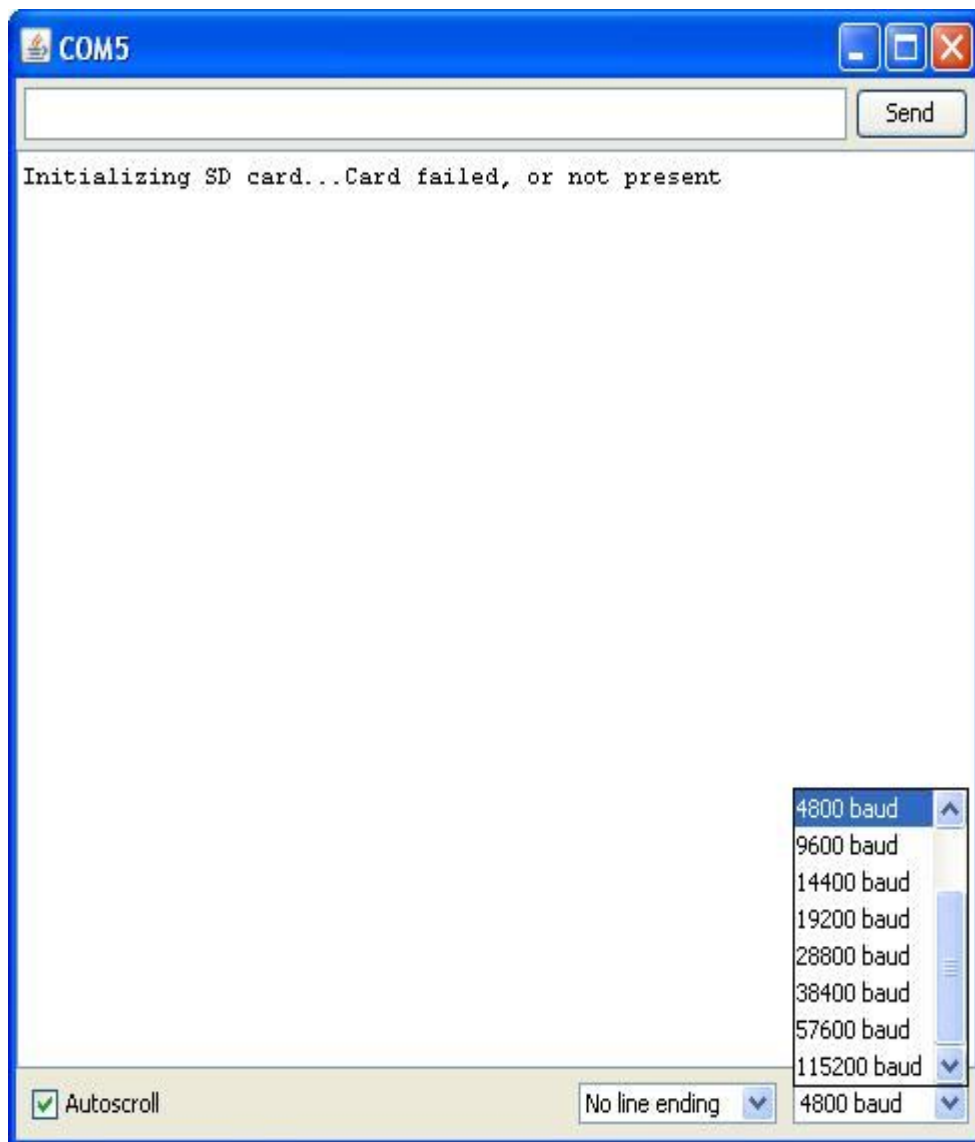 COM5
Send
Initializing SD card...Card failed, or not present
4800 baud
9600 baud
14400 baud
19200 baud
28800 baud
38400 baud
57600 baud
115200 baud
Autoscroll
No line ending
4800 baud